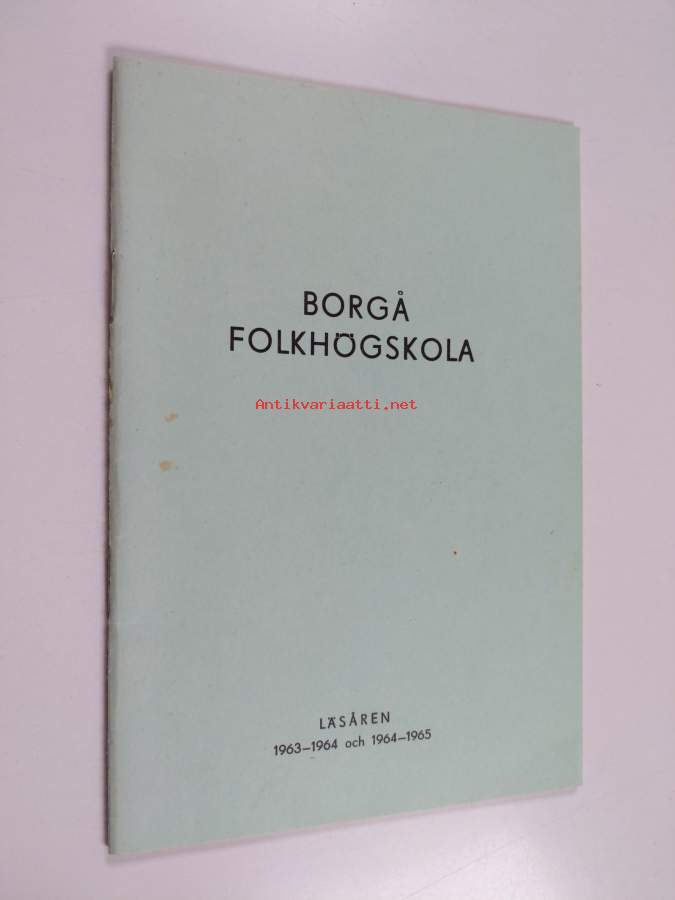 BORGÅ
FOLKHÖGSKOLA
Antikvariaatti.net
LÄSÅREN
1963–1964 och 1964–1965